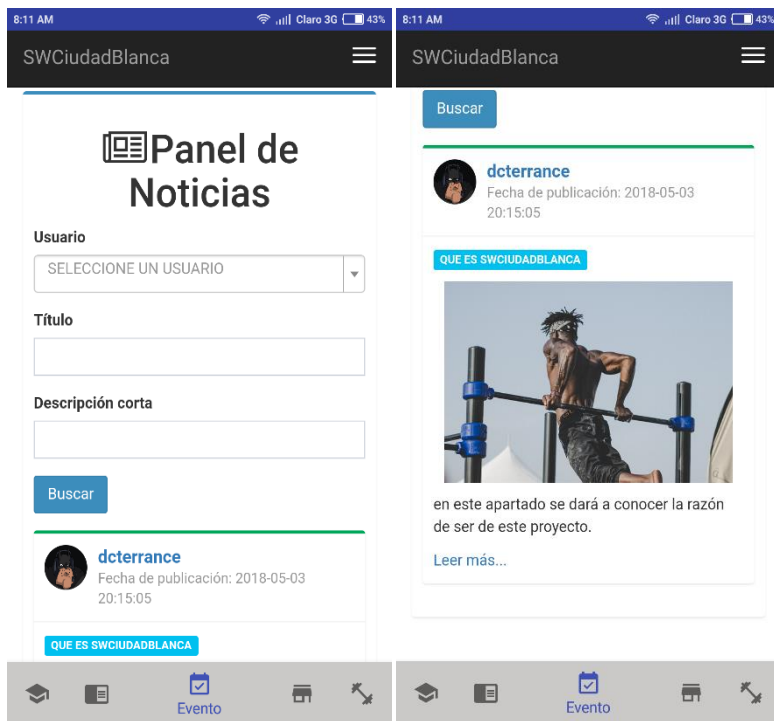 8:11 AM
Claro 3G
43%
SWCiudadBlanca
Panel de
Noticias
Usuario
SELECCIONE UN USUARIO
Título
Descripción corta
Buscar
dcterrance
Fecha de publicación: 2018-05-03
20:15:05
QUE ES SWCIUDADBLANCA
Evento
8:11 AM
Claro 3G
43%
SWCiudadBlanca
Buscar
dcterrance
Fecha de publicación: 2018-05-03
20:15:05
QUE ES SWCIUDADBLANCA
en este apartado se dará a conocer la razón
de ser de este proyecto.
Leer más...
Evento